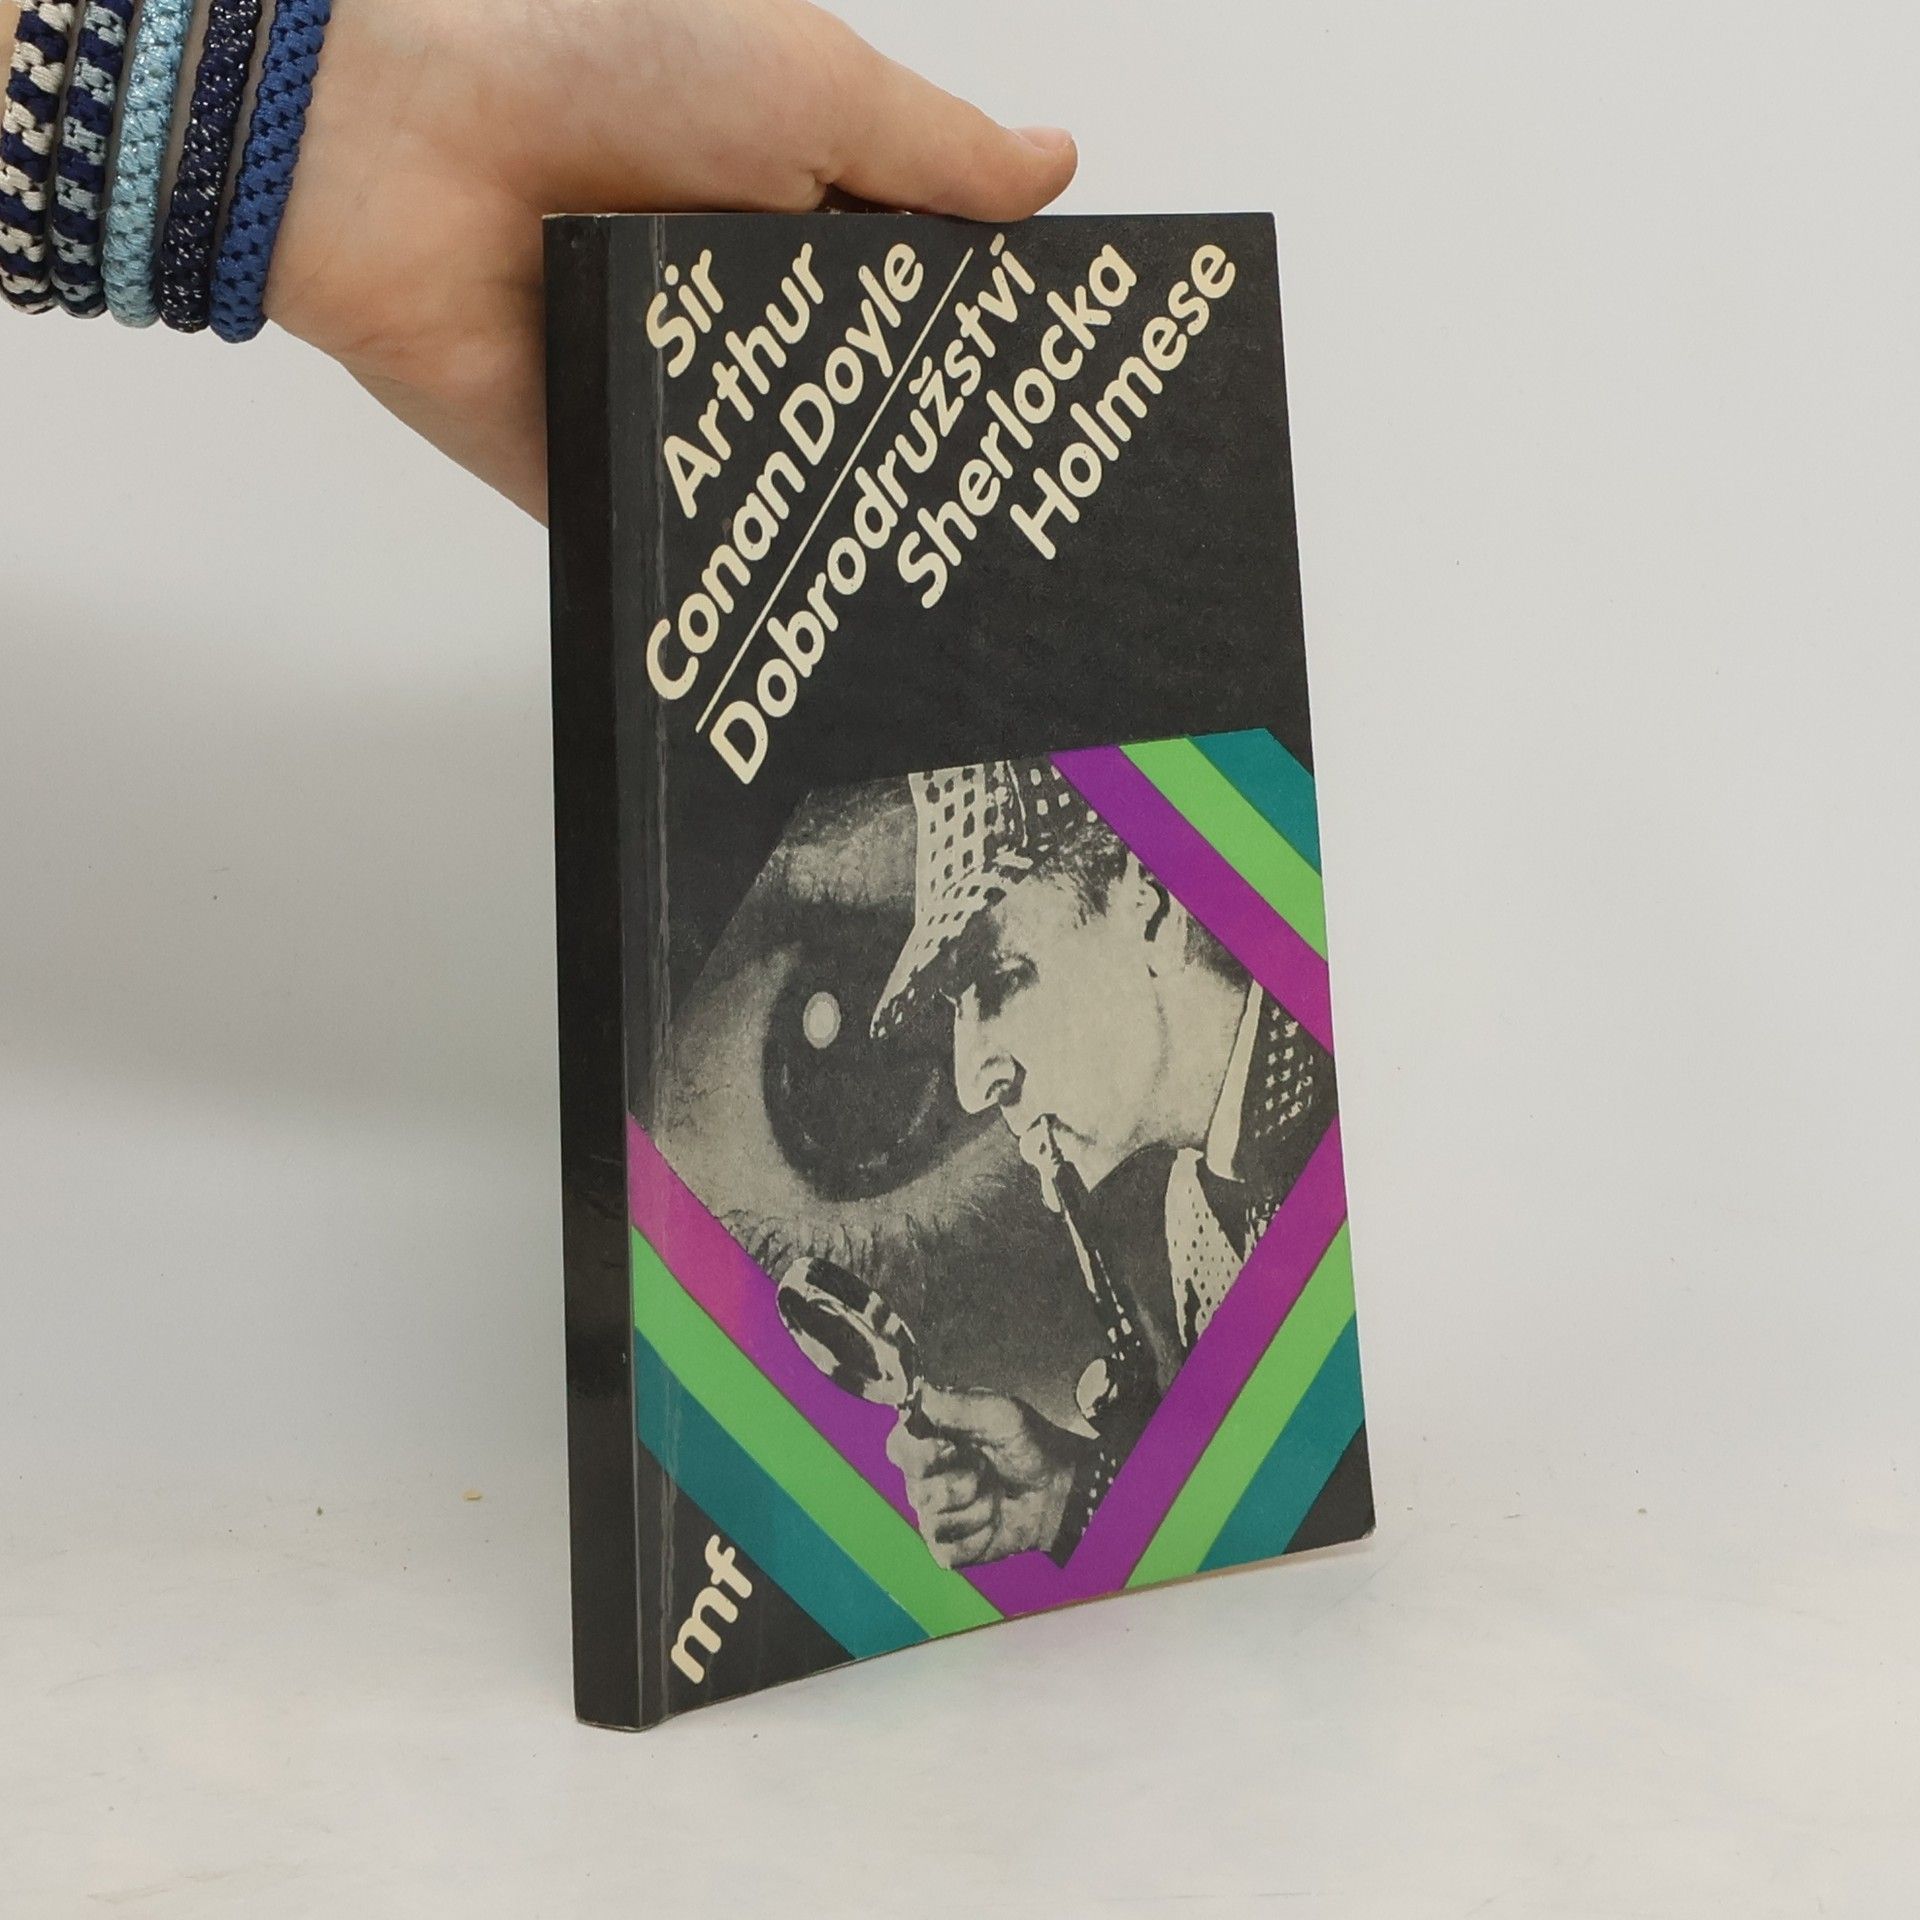 Sir
Arthur
Conan Doyle
Dobrodružství
Sherlocka
Holmese
mf